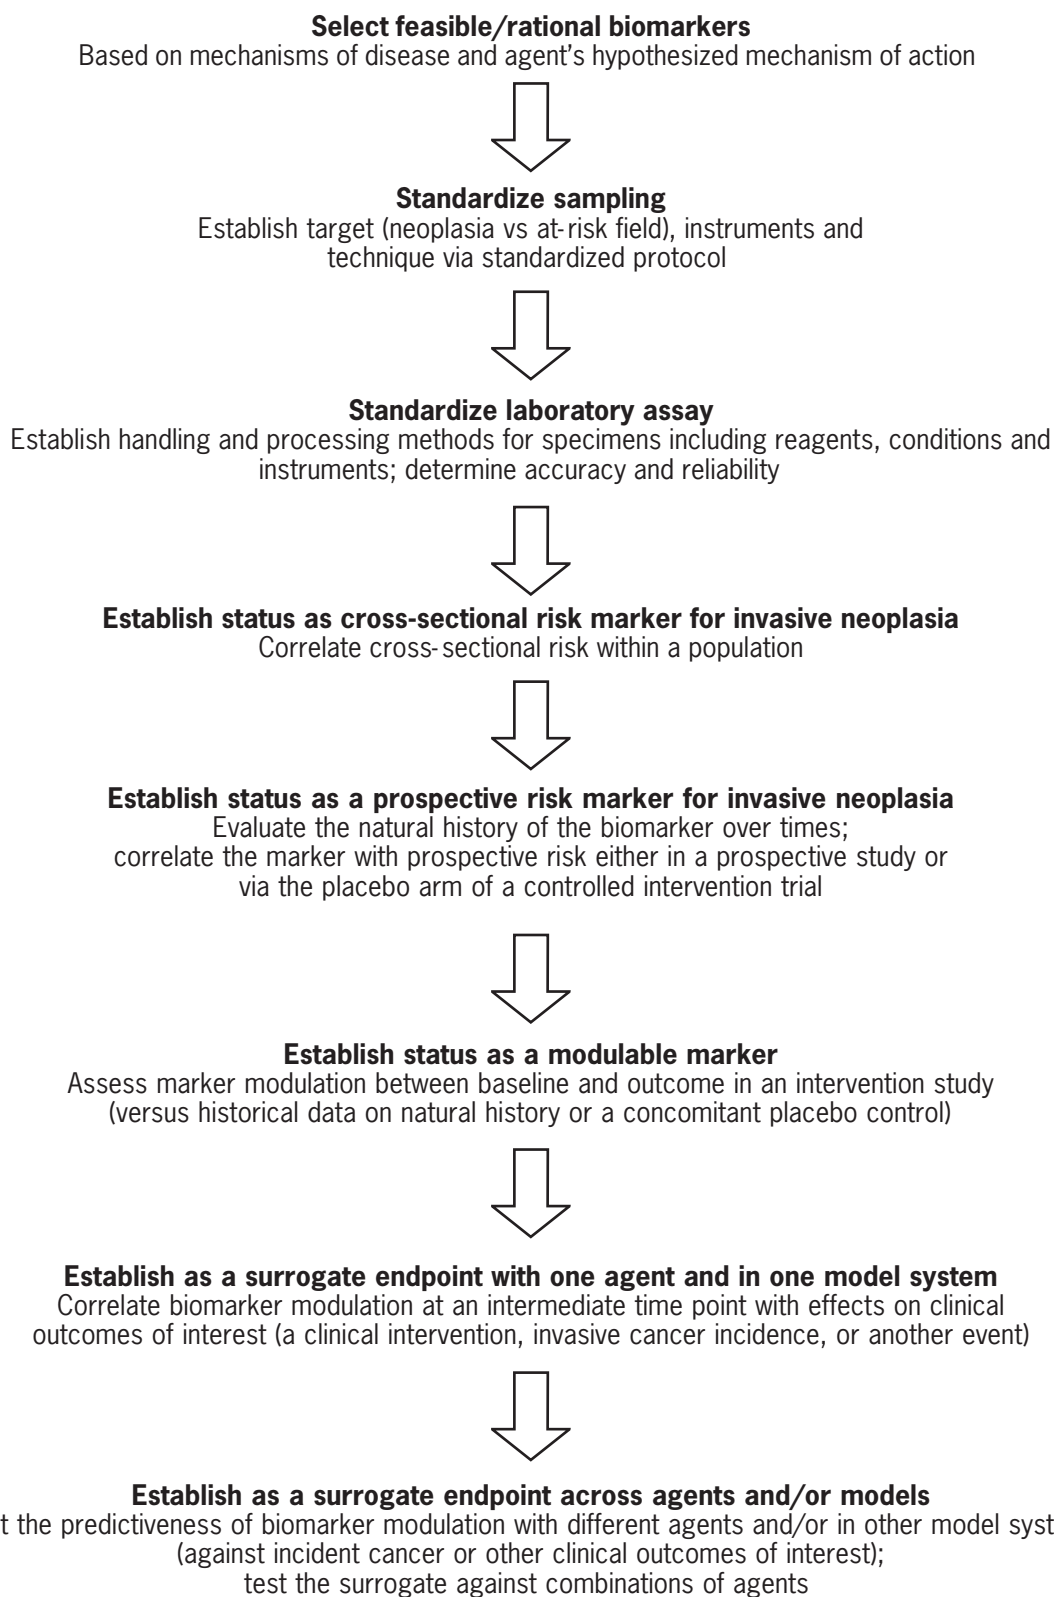 Select feasible/rational biomarkers
Based on mechanisms of disease and agent's hypothesized mechanism of action
Standardize sampling
Establish target (neoplasia vs at-risk field), instruments and
technique via standardized protocol
Standardize laboratory assay
Establish handling and processing methods for specimens including reagents, conditions and
instruments; determine accuracy and reliability
Establish status as cross-sectional risk marker for invasive neoplasia
Correlate cross-sectional risk within a population
Establish status as a prospective risk marker for invasive neoplasia
Evaluate the natural history of the biomarker over times;
correlate the marker with prospective risk either in a prospective study or
via the placebo arm of a controlled intervention trial
Establish status as a modulable marker
Assess marker modulation between baseline and outcome in an intervention study
(versus historical data on natural history or a concomitant placebo control)
Establish as a surrogate endpoint with one agent and in one model system
Correlate biomarker modulation at an intermediate time point with effects on clinical
outcomes of interest (a clinical intervention, invasive cancer incidence, or another event)
Establish as a surrogate endpoint across agents and/or models
t the predictiveness of biomarker modulation with different agents and/or in other model syst
(against incident cancer or other clinical outcomes of interest);
test the surrogate against combinations of agents